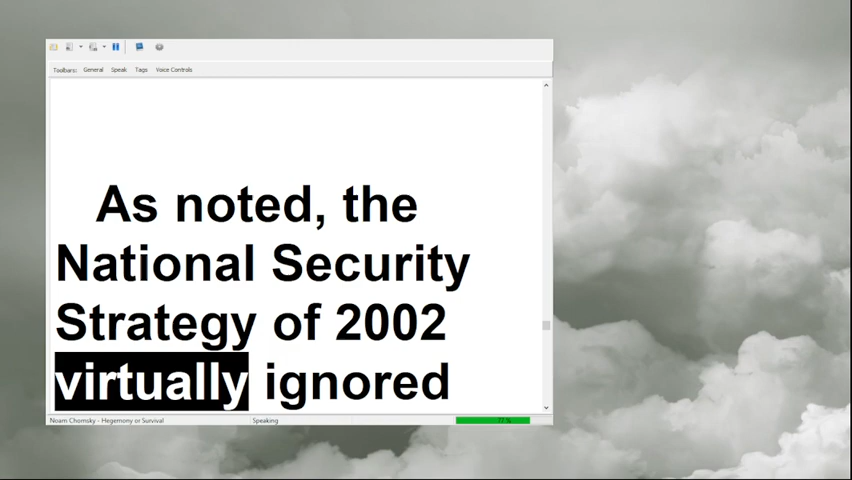 Toolbars: General Speak Tags Voice Controls
As noted, the
National Security
Strategy of 2002
virtually ignored
Noam Chomsky - Hegemony or Survival Speaking 77 %